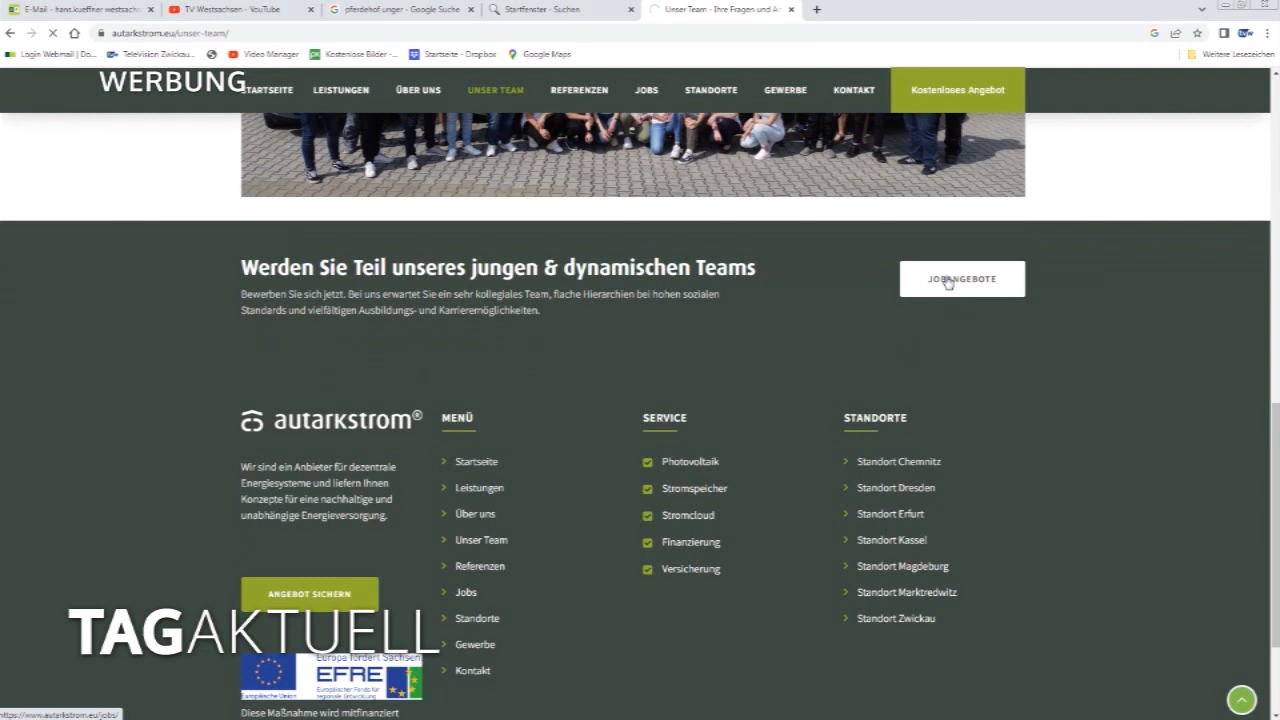 E-Mail - hans.kueffner westsachs
TV Westsachsen - YouTube
pferdehof unger - Google Suche
Startfenster - Suchen
Unser Team - Ihre Fragen und An
autarkstrom.eu/unser-team/
Login Webmail | Do...
TeleVision Zwickau...
Video Manager
Kostenlose Bilder -...
Startseite - Dropbox
Google Maps
Weitere Lesezeichen
WERBUNG
STARTSEITE
LEISTUNGEN
ÜBER UNS
UNSER TEAM
REFERENZEN
JOBS
STANDORTE
GEWERBE
KONTAKT
Kostenloses Angebot
Werden Sie Teil unseres jungen & dynamischen Teams
Bewerben Sie sich jetzt. Bei uns erwartet Sie ein sehr kollegiales Team, flache Hierarchien bei hohen sozialen
Standards und vielfältigen Ausbildungs- und Karrieremöglichkeiten.
JOBANGEBOTE
autarkstrom®
Wir sind ein Anbieter für dezentrale
Energiesysteme und liefern Ihnen
Konzepte für eine nachhaltige und
unabhängige Energieversorgung.
ANGEBOT SICHERN
TAGAKTUELL
Europa fördert Sachsen.
EFRE
Europäischer Fonds für
regionale Entwicklung
Europäische Union
Diese Maßnahme wird mitfinanziert
MENÜ
Startseite
Leistungen
Über uns
Unser Team
Referenzen
Jobs
Standorte
Gewerbe
Kontakt
SERVICE
Photovoltaik
Stromspeicher
Stromcloud
Finanzierung
Versicherung
STANDORTE
Standort Chemnitz
Standort Dresden
Standort Erfurt
Standort Kassel
Standort Magdeburg
Standort Marktredwitz
Standort Zwickau
https://www.autarkstrom.eu/jobs/